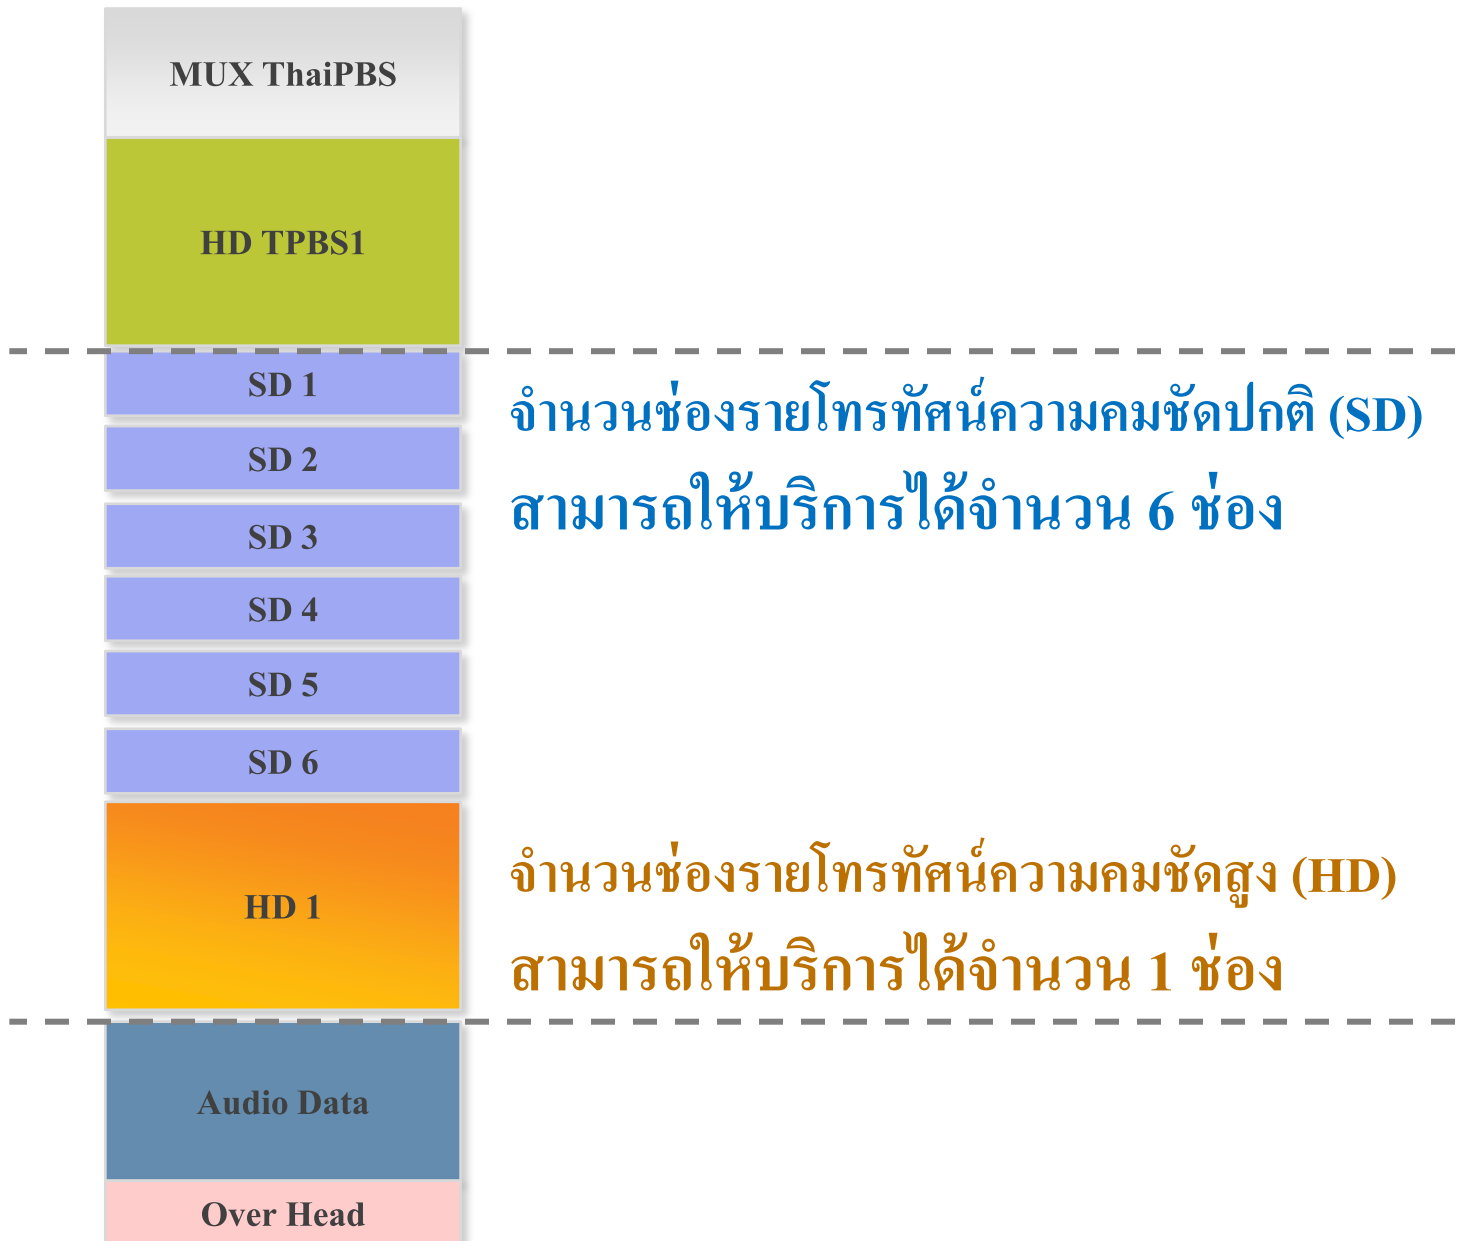 MUX ThaiPBS
HD TPBS1
SD 1
จำนวนช่องรายโทรทัศน์ความคมชัดปกติ (SD)
SD 2
สามารถให้บริการได้จำนวน 6 ช่อง
SD 3
SD 4
SD 5
SD 6
HD 1
จำนวนช่องรายโทรทัศน์ความคมชัดสูง (HD)
สามารถให้บริการได้จำนวน 1 ช่อง
Audio Data
Over Head